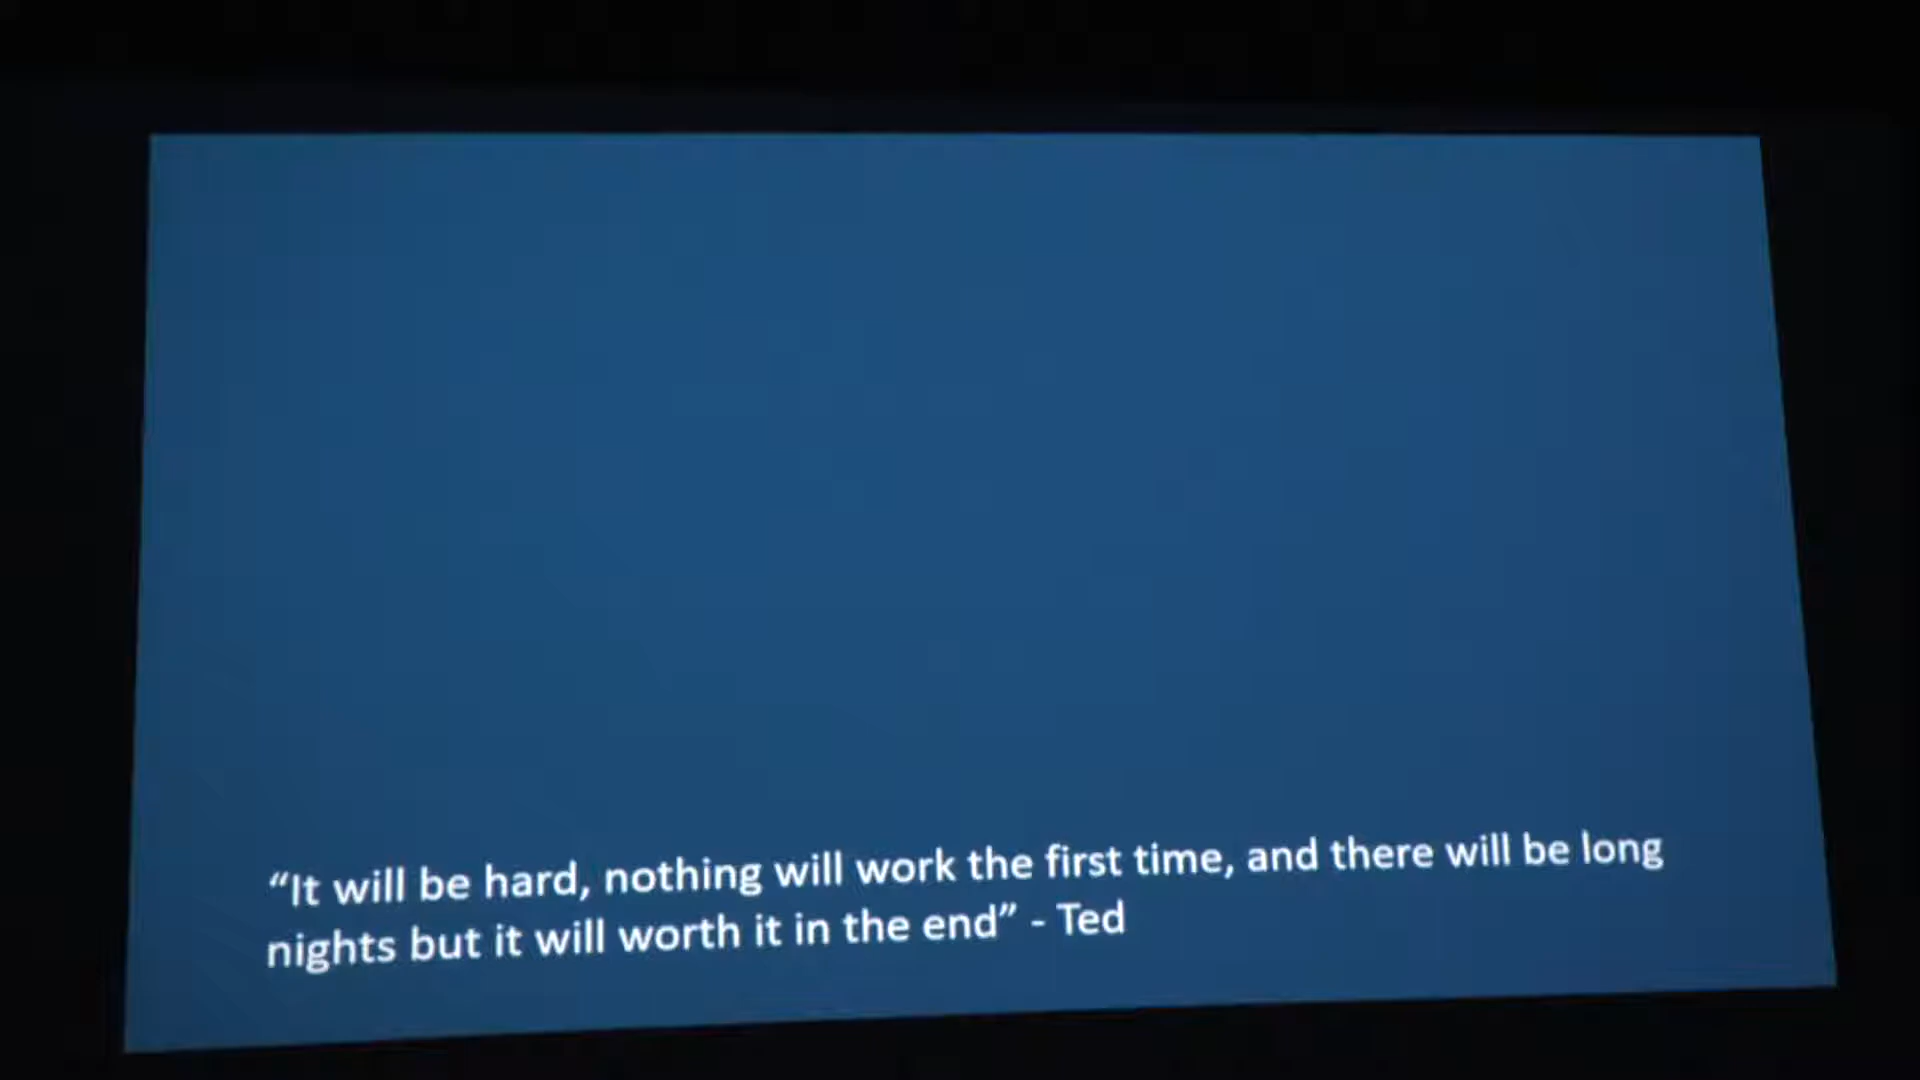 “It will be hard, nothing will work the first time, and there will be long
nights but it will worth it in the end” - Ted